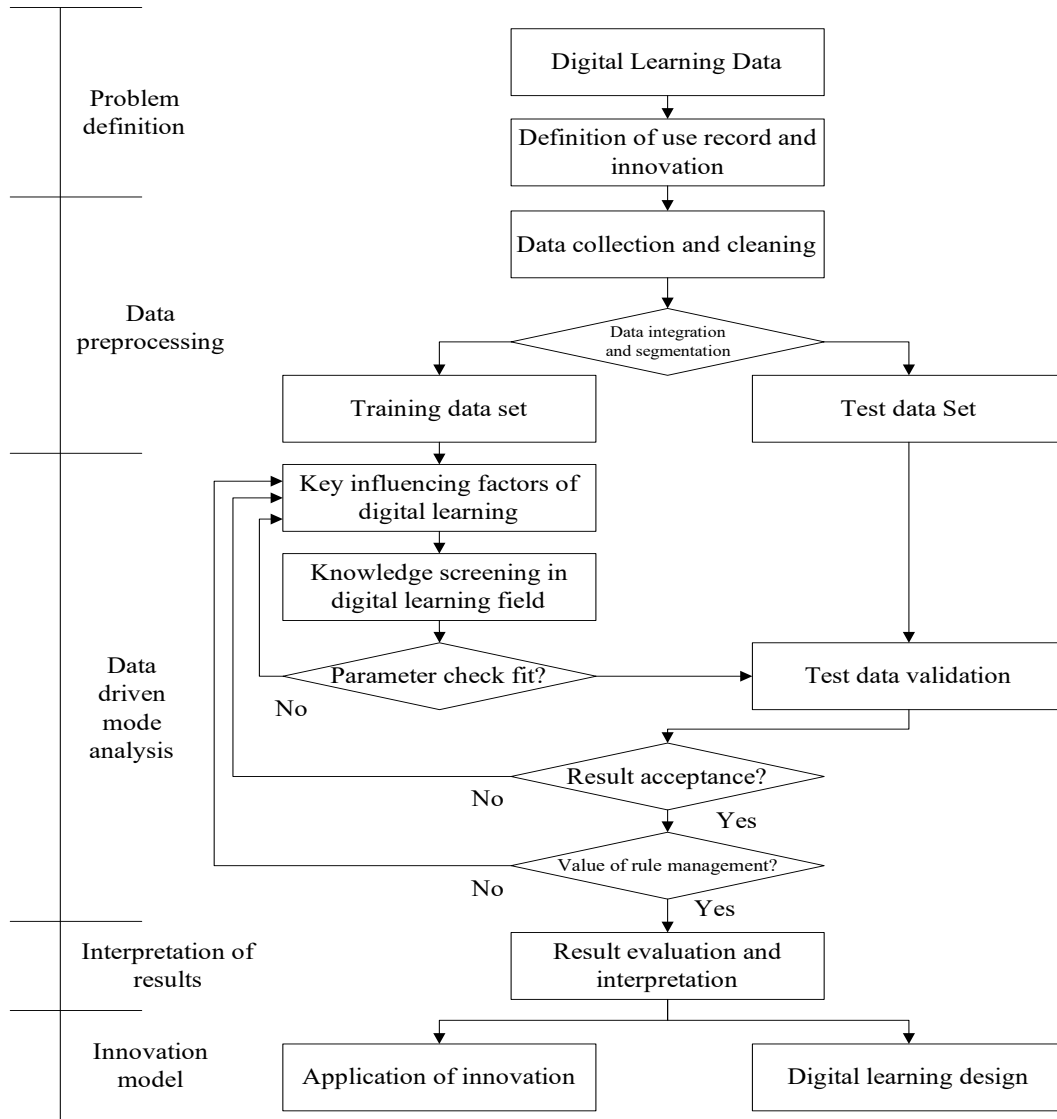 Digital Learning Data
Problem
definition
Definition of use record and
innovation
Data collection and cleaning
Data
preprocessing
Data integration
and segmentation
Training data set
Test data Set
Key influencing factors of
digital learning
Knowledge screening in
digital learning field
Data
driven
mode
analysis
Parameter check fit?
No
Test data validation
Result acceptance?
No
Yes
Value of rule management?
No
Yes
Interpretation of
results
Result evaluation and
interpretation
Innovation
model
Application of innovation
Digital learning design